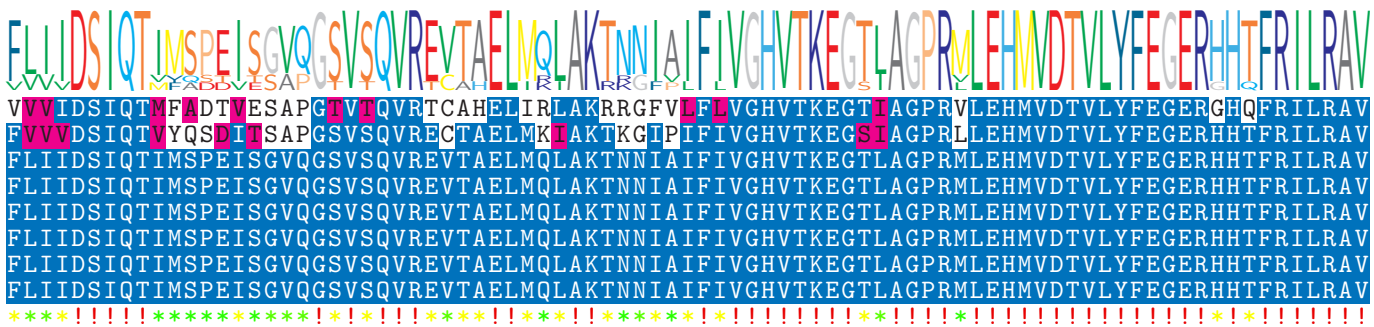 FLIIDSIQTIMSPEISGVQGSVSQVREVTAELMQLAKTNNIAIFIVGHVTKEGTLAGPRMLEHMVDTVLYFEGERHHTFRILRAV
VVVIDSIQTMFADTVESAPGTVTQVRTCAHELIRLAKRRGFVLFLVGHVTKEGTIAGPRVLEHMVDTVLYFEGERGHQFRILRAV
FVVVDSIQTVYQSDITSAPGSVSQVRECTAELMKIAKTKGIPIFIVGHVTKEGSIAGPRLLEHMVDTVLYFEGERHHTFRILRAV
FLIIDSIQTIMSPEISGVQGSVSQVREVTAELMQLAKTNNIAIFIVGHVTKEGTLAGPRMLEHMVDTVLYFEGERHHTFRILRAV
FLIIDSIQTIMSPEISGVQGSVSQVREVTAELMQLAKTNNIAIFIVGHVTKEGTLAGPRMLEHMVDTVLYFEGERHHTFRILRAV
FLIIDSIQTIMSPEISGVQGSVSQVREVTAELMQLAKTNNIAIFIVGHVTKEGTLAGPRMLEHMVDTVLYFEGERHHTFRILRAV
FLIIDSIQTIMSPEISGVQGSVSQVREVTAELMQLAKTNNIAIFIVGHVTKEGTLAGPRMLEHMVDTVLYFEGERHHTFRILRAV
FLIIDSIQTIMSPEISGVQGSVSQVREVTAELMQLAKTNNIAIFIVGHVTKEGTLAGPRMLEHMVDTVLYFEGERHHTFRILRAV
FLIIDSIQTIMSPEISGVQGSVSQVREVTAELMQLAKTNNIAIFIVGHVTKEGTLAGPRMLEHMVDTVLYFEGERHHTFRILRAV
****!!!!!**********!*!*!!!****!!***!!******!*!!!!!!!!**!!!!*!!!!!!!!!!!!!!!*!*!!!!!!!